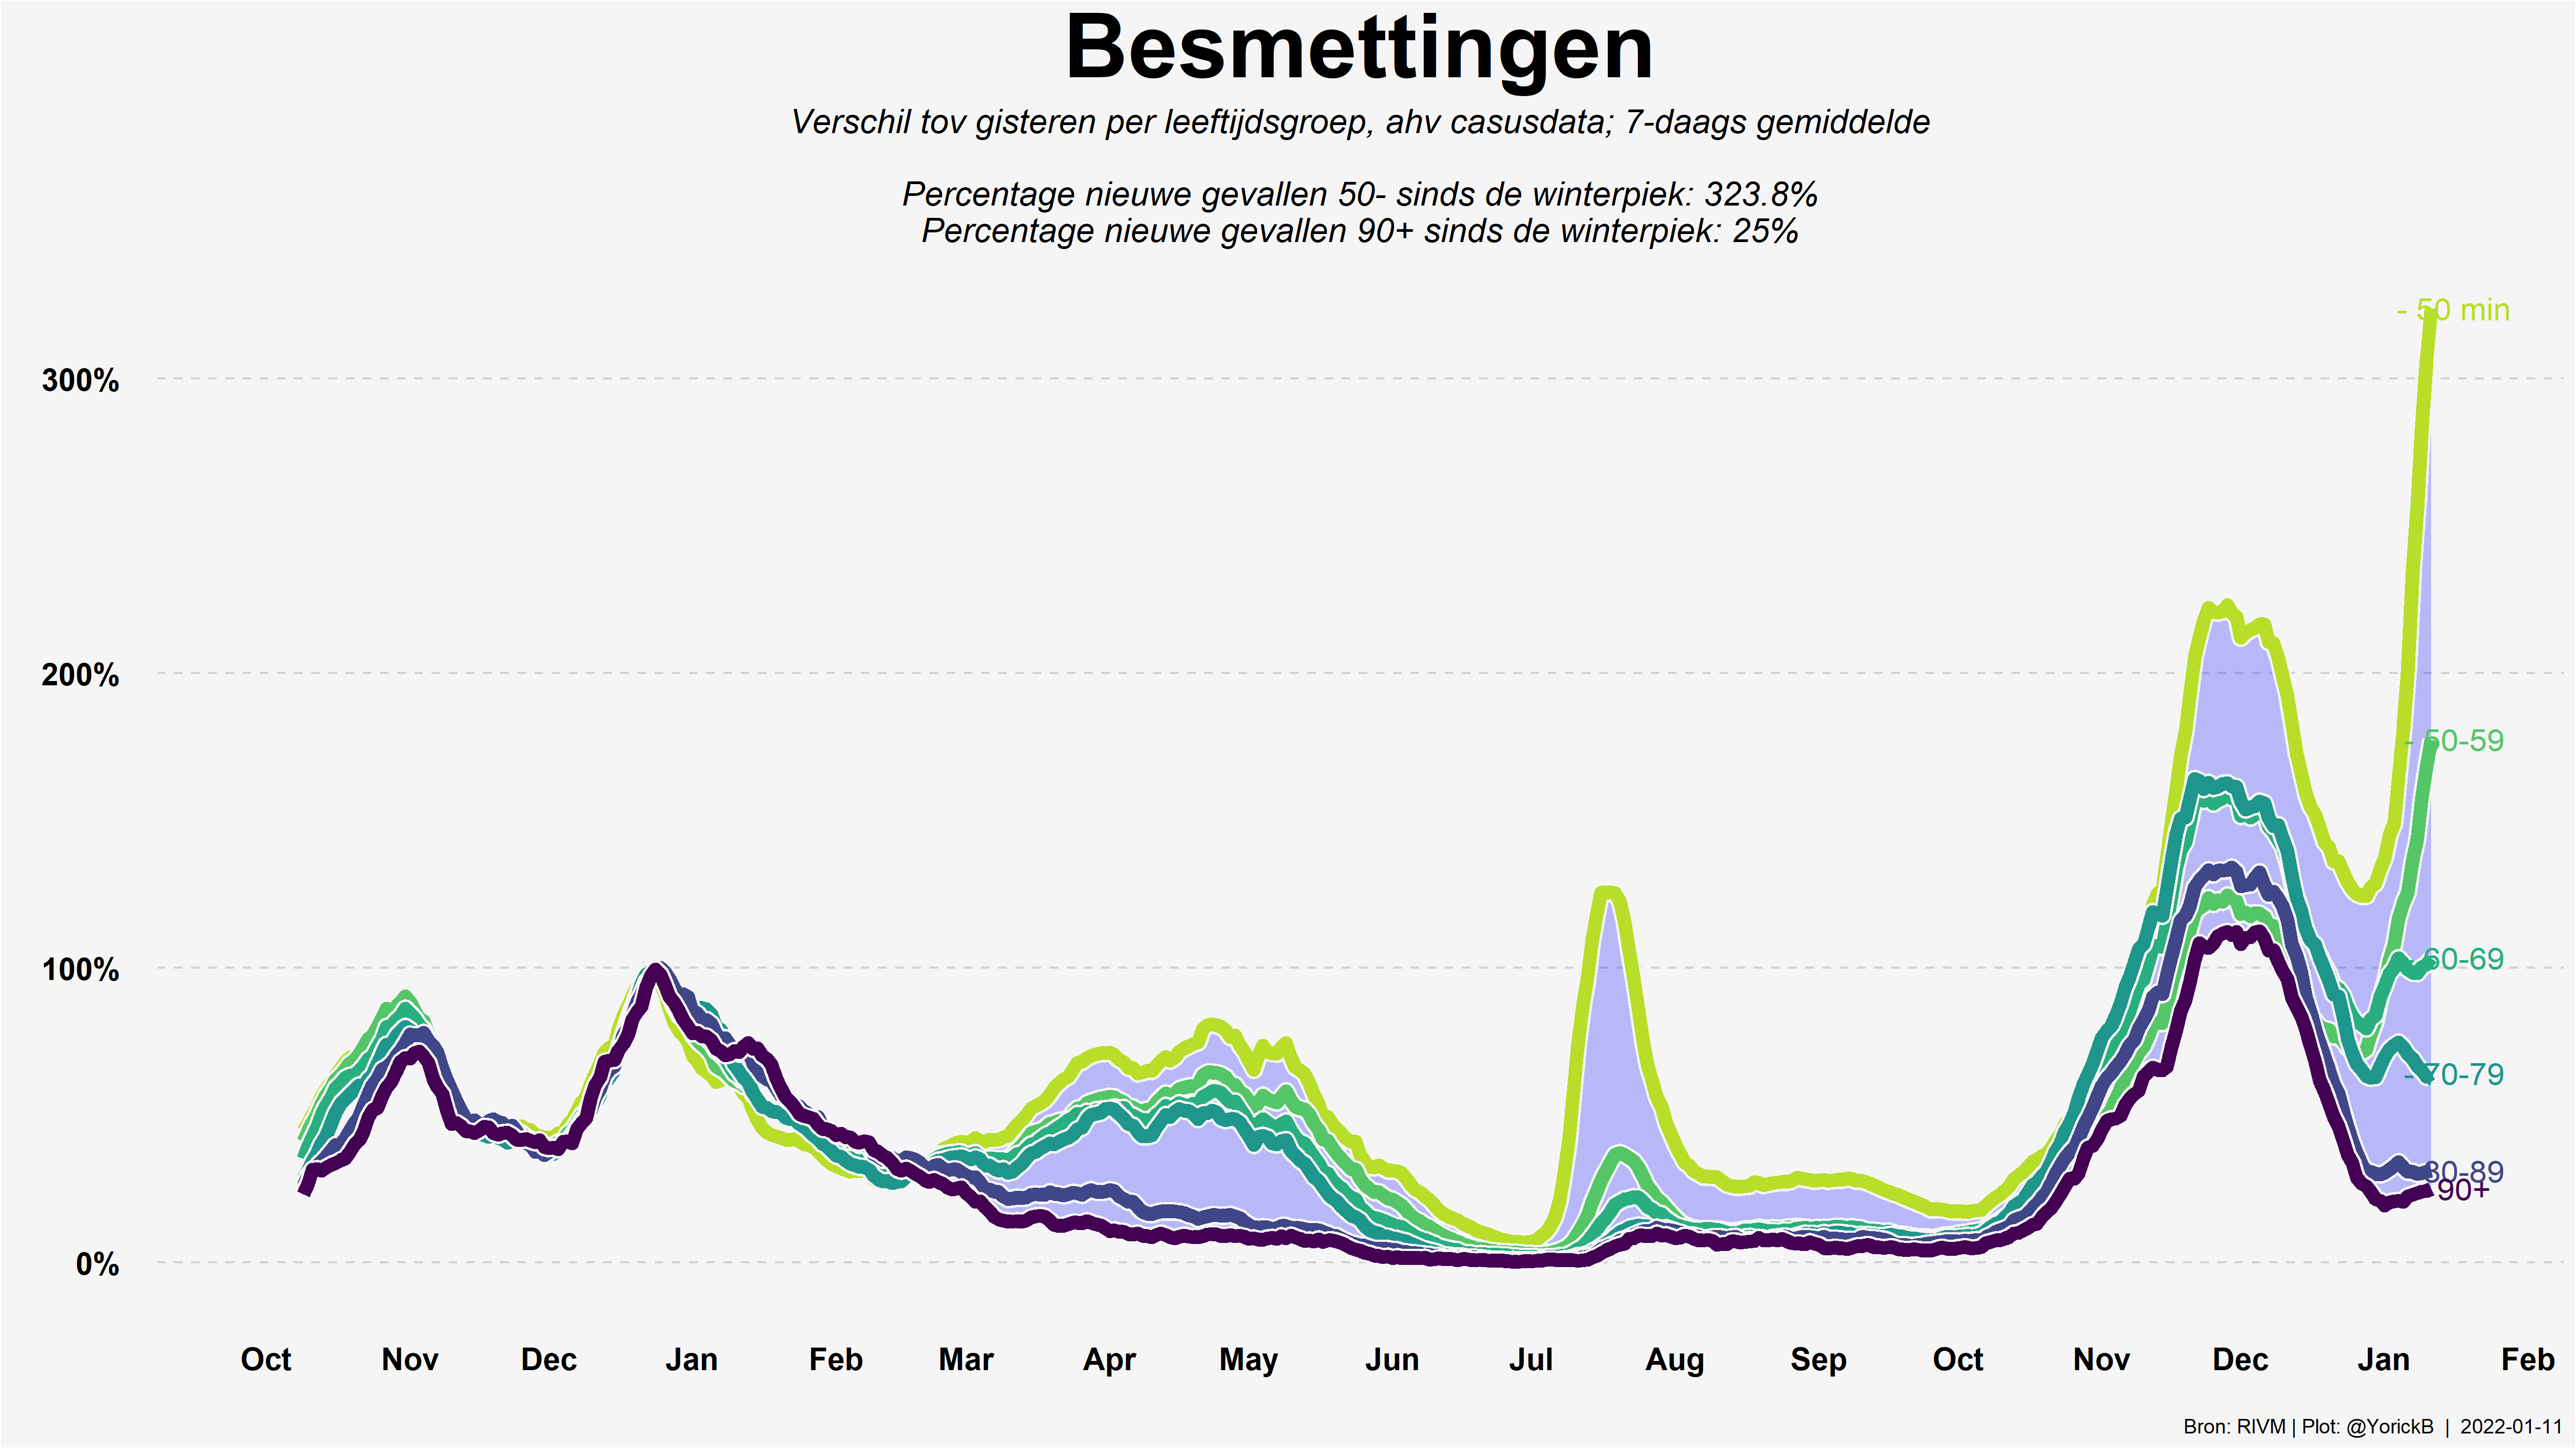 Besmettingen
Verschil tov gisteren per leeftijdsgroep, ahv casusdata; 7-daags gemiddelde
Percentage nieuwe gevallen 50- sinds de winterpiek: 323.8%
Percentage nieuwe gevallen 90+ sinds de winterpiek: 25%
- 50 min
300%
200%
- 50-59
100%
- 60-69
- 70-79
- 80-89
- 90+
0%
Oct Nov Dec Jan Feb Mar Apr May Jun Jul Aug Sep Oct Nov Dec Jan Feb
Bron: RIVM | Plot: @YorickB | 2022-01-11